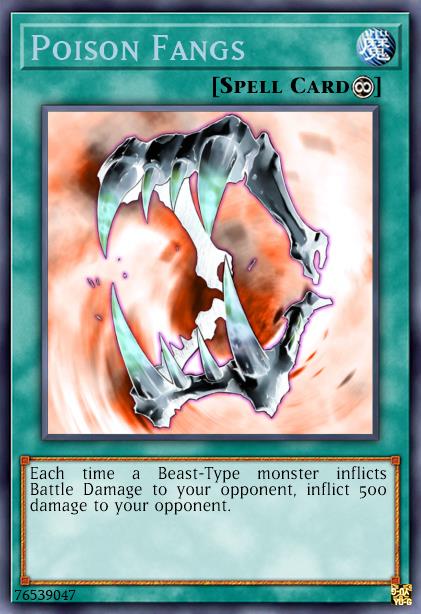 Poison Fangs
魔
[Spell Card]
Each time a Beast-Type monster inflicts
Battle Damage to your opponent, inflict 500
damage to your opponent.
76539047